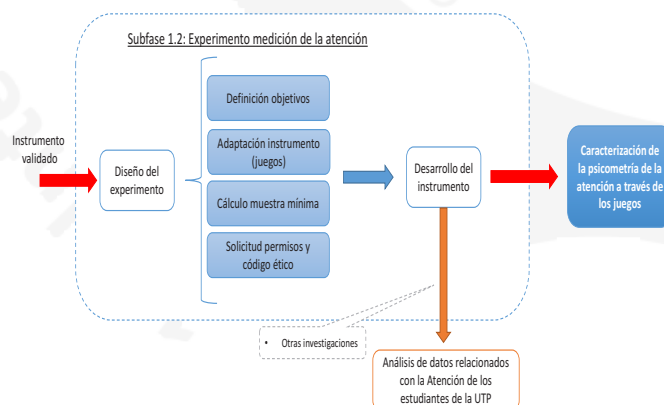 Subfase 1.2: Experimento medición de la atención
Instrumento
validado
Diseño del
experimento
Definición objetivos
Adaptación instrumento
(juegos)
Cálculo muestra mínima
Solicitud permisos y
código ético
Desarrollo del
instrumento
Caracterización de
la psicometría de la
atención a través de
los juegos
• Otras investigaciones
Análisis de datos relacionados
con la Atención de los
estudiantes de la UTP